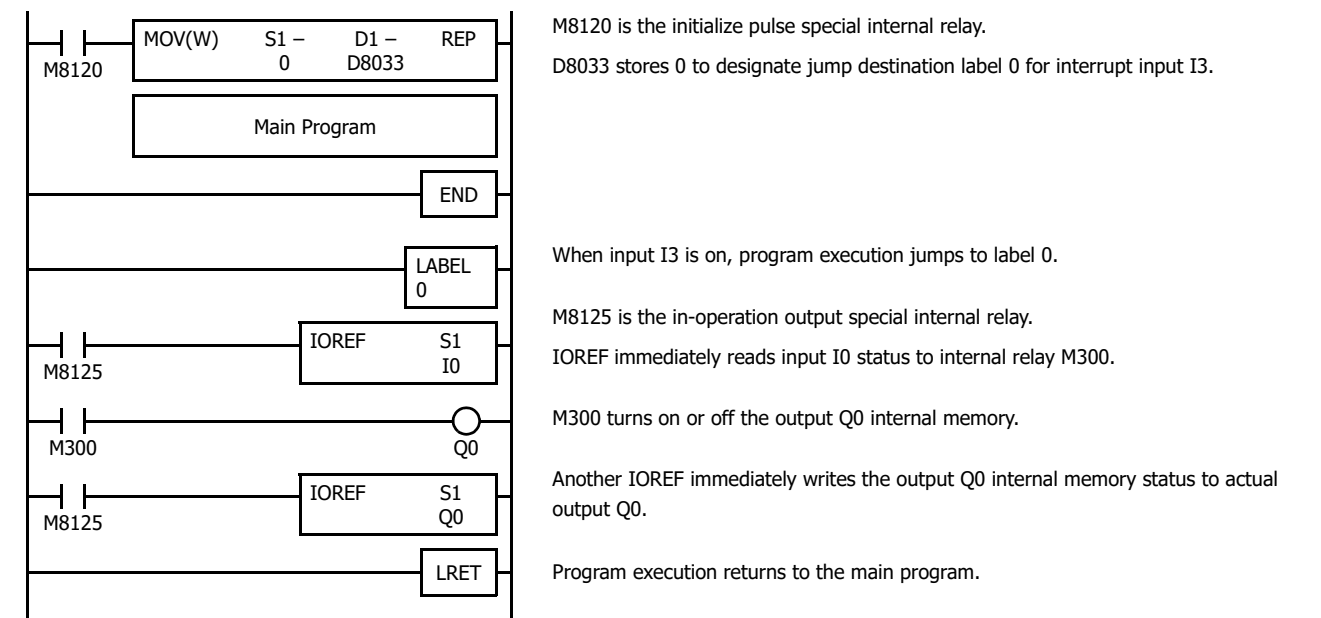 MOV(W) S1 – D1 – REP
0 D8033
M8120
M8120 is the initialize pulse special internal relay.
D8033 stores 0 to designate jump destination label 0 for interrupt input I3.
Main Program
END
LABEL
0
When input I3 is on, program execution jumps to label 0.
M8125 is the in-operation output special internal relay.
IOREF S1
I0
M8125
IOREF immediately reads input I0 status to internal relay M300.
M300 turns on or off the output Q0 internal memory.
M300 Q0
IOREF S1
Q0
M8125
Another IOREF immediately writes the output Q0 internal memory status to actual
output Q0.
LRET
Program execution returns to the main program.